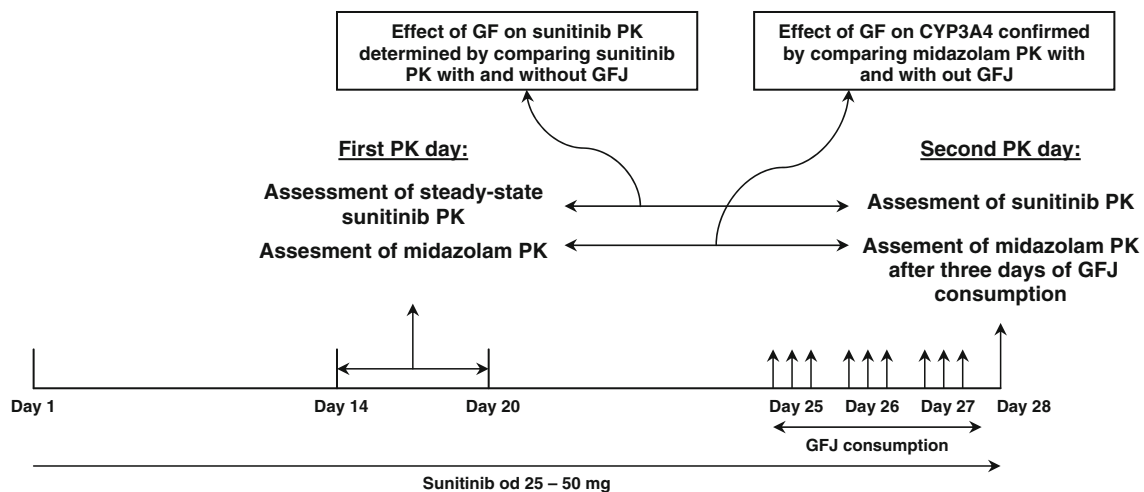 Effect of GF on sunitinib PK
determined by comparing sunitinib
PK with and without GFJ
Effect of GF on CYP3A4 confirmed
by comparing midazolam PK with
and with out GFJ
First PK day:
Second PK day:
Assessment of steady-state
sunitinib PK
Assesment of sunitinib PK
Assesment of midazolam PK
Assement of midazolam PK
after three days of GFJ
consumption
Day 1
Day 14
Day 20
Day 25
Day 26
Day 27
Day 28
GFJ consumption
Sunitinib od 25 – 50 mg